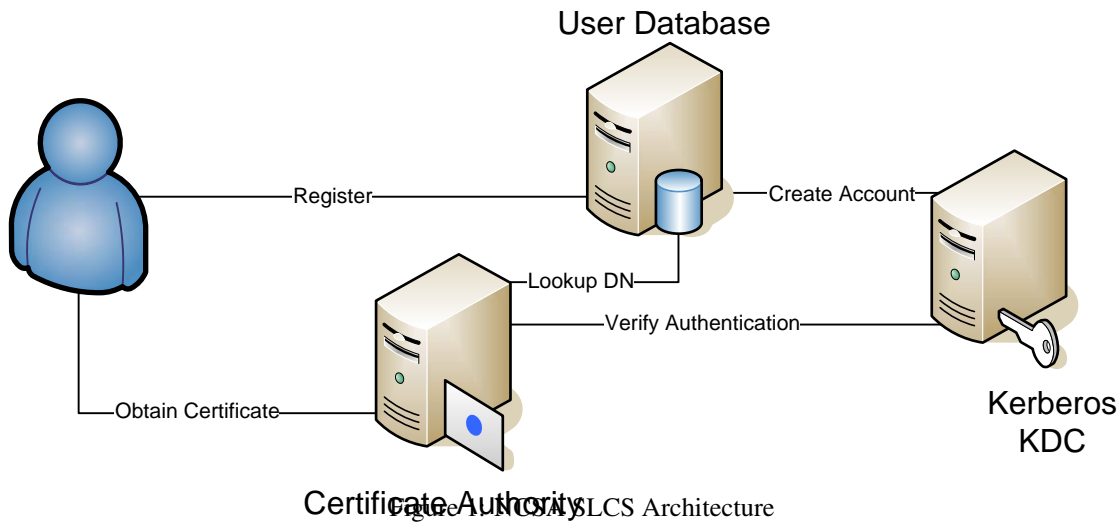 User Database
Register
Create Account
Lookup DN
Verify Authentication
Obtain Certificate
Kerberos
KDC
Certificate Authority
Figure 1. NCSA SLCS Architecture